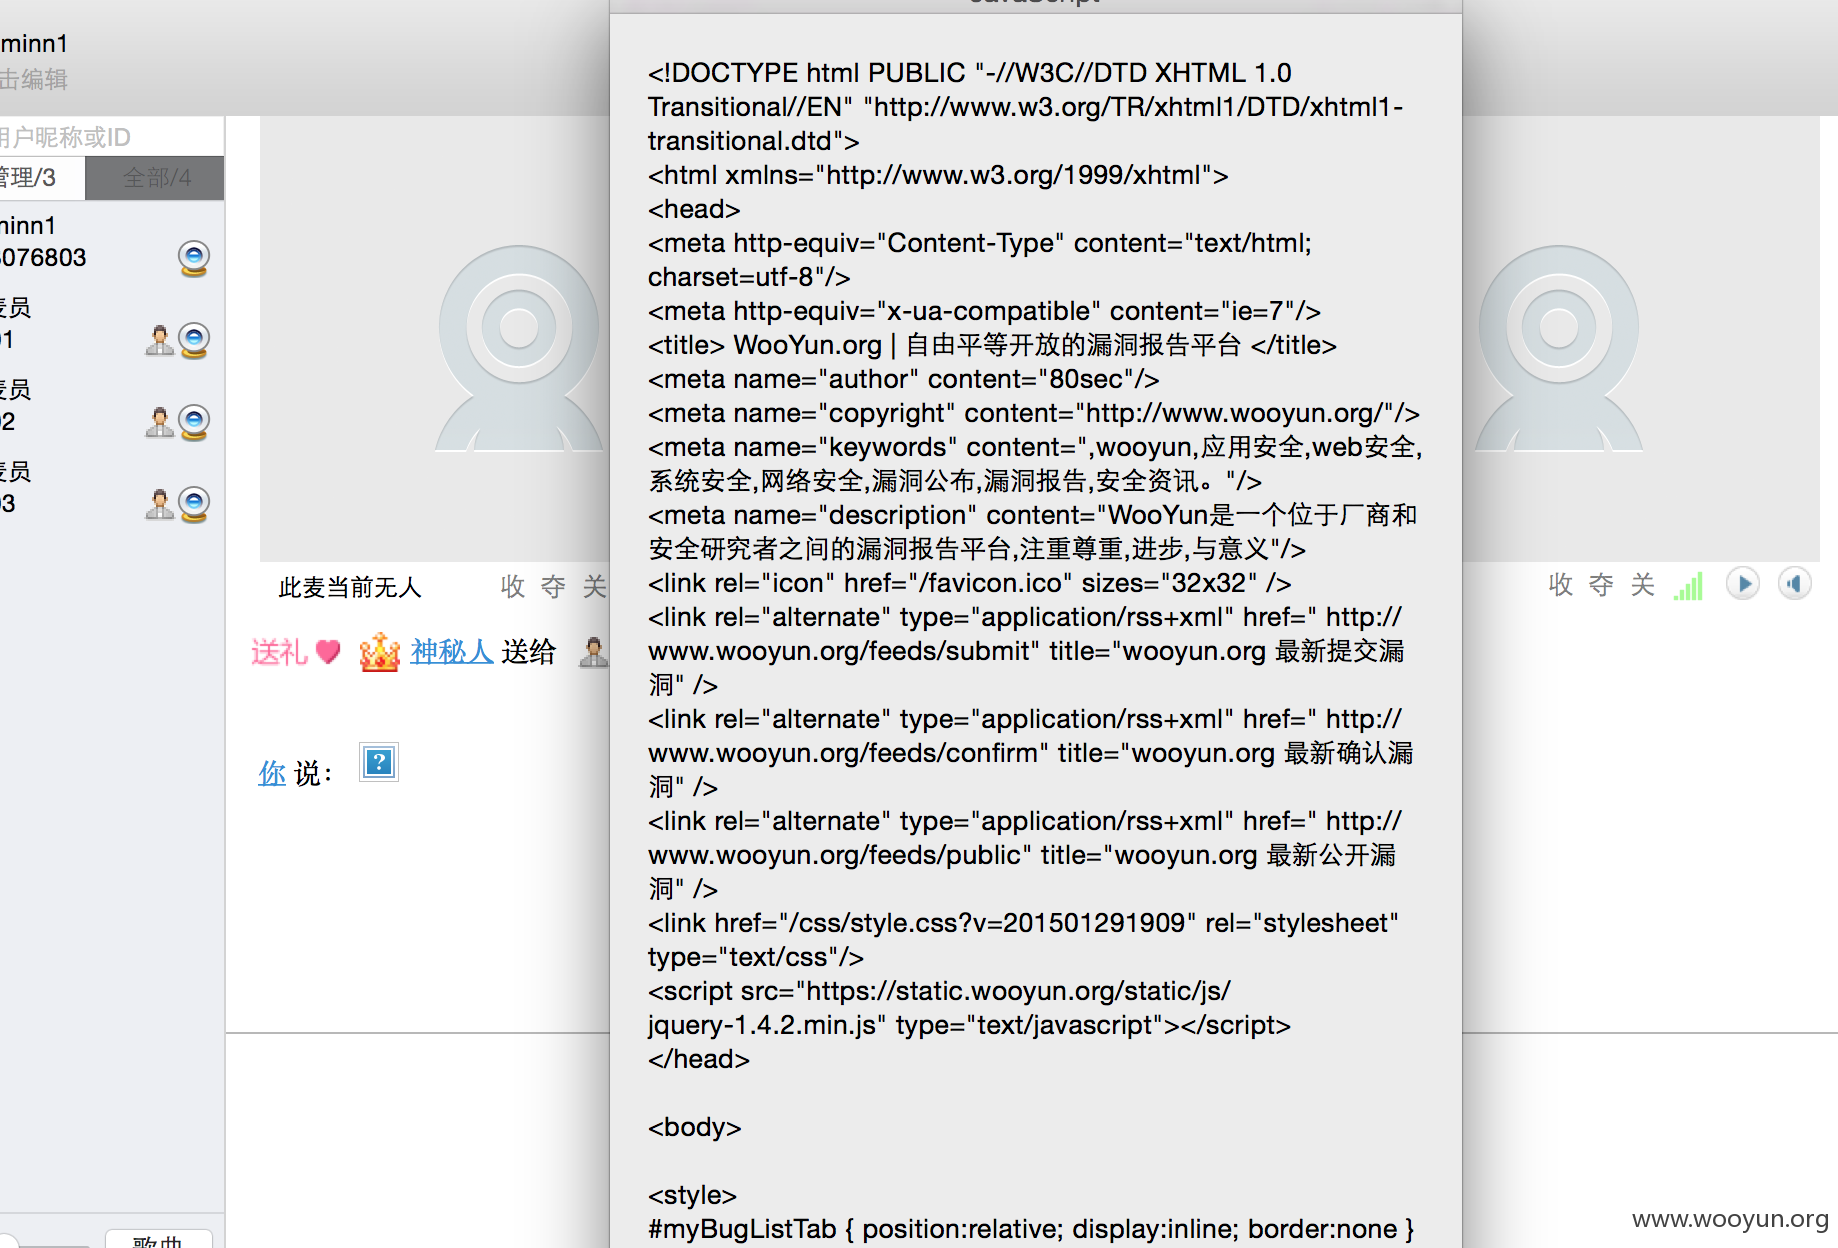 minn1
击编辑
用户昵称或ID
管理/3
全部/4
minn1
076803
麦员
01
麦员
02
麦员
03
此麦当前无人
收 夺 关
送礼
神秘人 送给
你 说：
?
歌曲
JavaScript
<!DOCTYPE html PUBLIC "-//W3C//DTD XHTML 1.0
Transitional//EN" "http://www.w3.org/TR/xhtml1/DTD/xhtml1-
transitional.dtd">
<html xmlns="http://www.w3.org/1999/xhtml">
<head>
<meta http-equiv="Content-Type" content="text/html;
charset=utf-8"/>
<meta http-equiv="x-ua-compatible" content="ie=7"/>
<title> WooYun.org | 自由平等开放的漏洞报告平台 </title>
<meta name="author" content="80sec"/>
<meta name="copyright" content="http://www.wooyun.org/"/>
<meta name="keywords" content=",wooyun,应用安全,web安全,
系统安全,网络安全,漏洞公布,漏洞报告,安全资讯。"/>
<meta name="description" content="WooYun是一个位于厂商和
安全研究者之间的漏洞报告平台,注重尊重,进步,与意义"/>
<link rel="icon" href="/favicon.ico" sizes="32x32" />
<link rel="alternate" type="application/rss+xml" href=" http://
www.wooyun.org/feeds/submit" title="wooyun.org 最新提交漏
洞" />
<link rel="alternate" type="application/rss+xml" href=" http://
www.wooyun.org/feeds/confirm" title="wooyun.org 最新确认漏
洞" />
<link rel="alternate" type="application/rss+xml" href=" http://
www.wooyun.org/feeds/public" title="wooyun.org 最新公开漏
洞" />
<link href="/css/style.css?v=201501291909" rel="stylesheet"
type="text/css"/>
<script src="https://static.wooyun.org/static/js/
jquery-1.4.2.min.js" type="text/javascript"></script>
</head>
<body>
<style>
#myBugListTab { position:relative; display:inline; border:none }
收 夺 关
www.wooyun.org